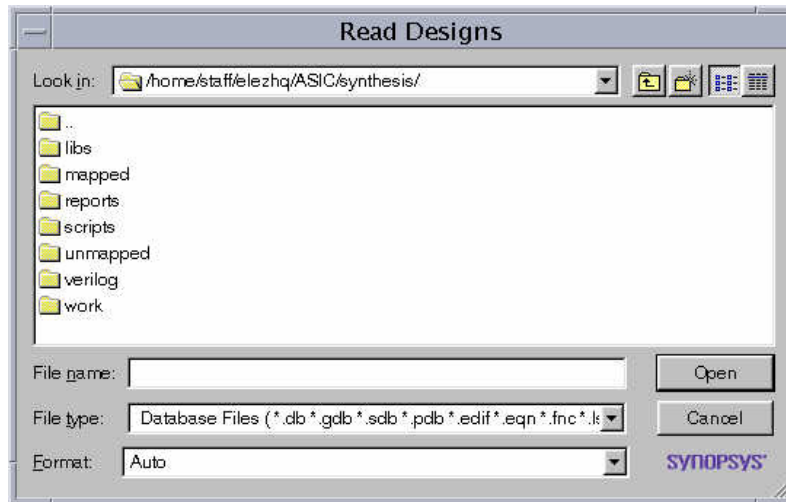 Read Designs
Look in: /home/staff/elezhq/ASIC/synthesis/
..
libs
mapped
reports
scripts
unmapped
verilog
work
File name: Open
File type: Database Files (*.db *.gdb *.sdb *.pdb *.edif *.eqn *.fnc *.ls Cancel
Format: Auto SYNOPSYS